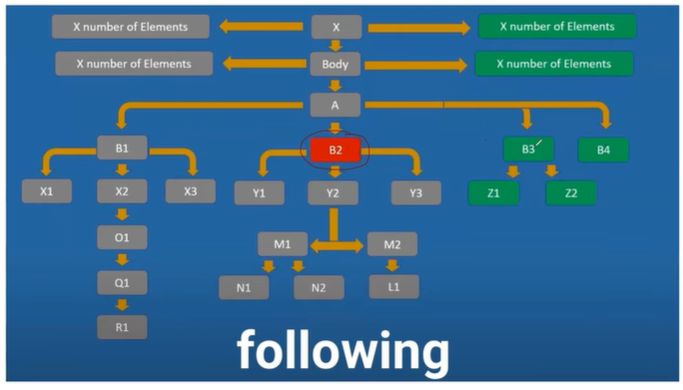 X number of Elements
X
X number of Elements
X number of Elements
Body
X number of Elements
A
B1
B2
B3
B4
X1
X2
X3
Y1
Y2
Y3
Z1
Z2
O1
M1
M2
Q1
N1
N2
L1
R1
following